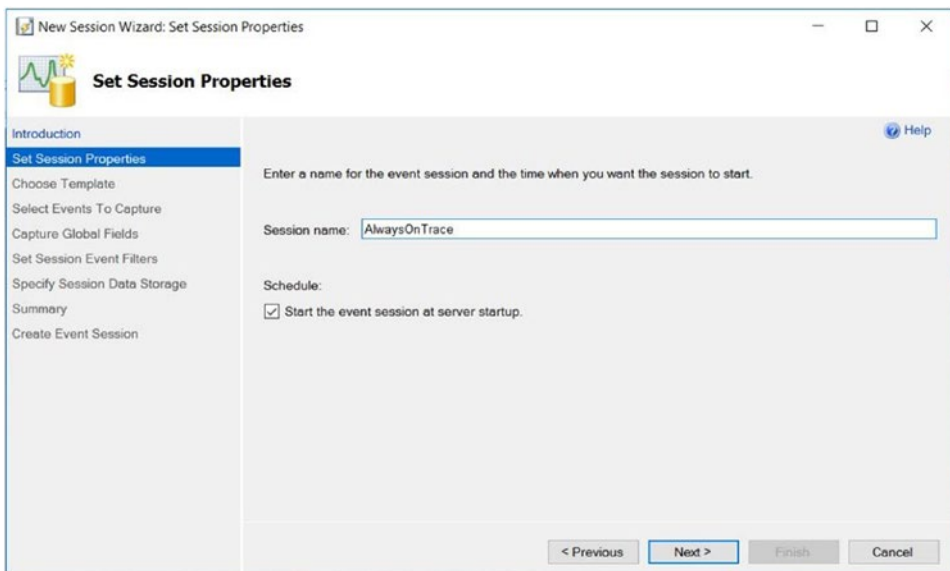 New Session Wizard: Set Session Properties
Set Session Properties
Help
Introduction
Set Session Properties
Choose Template
Select Events To Capture
Capture Global Fields
Set Session Event Filters
Specify Session Data Storage
Summary
Create Event Session
Enter a name for the event session and the time when you want the session to start.
Session name: AlwaysOnTrace
Schedule:
Start the event session at server startup.
< Previous Next > Finish Cancel